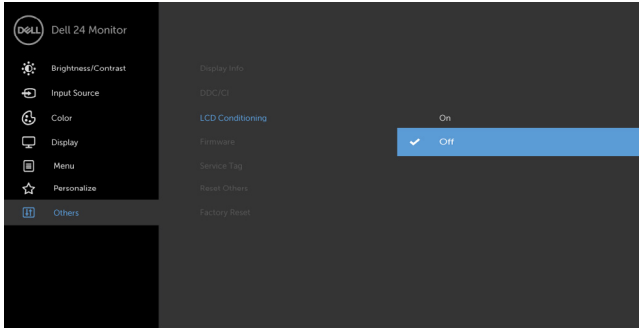 DELL Dell 24 Monitor
Brightness/Contrast Display Info
Input Source DDC/CI
Color LCD Conditioning On
Display Firmware Off
Menu Service Tag
Personalize Reset Others
Others Factory Reset